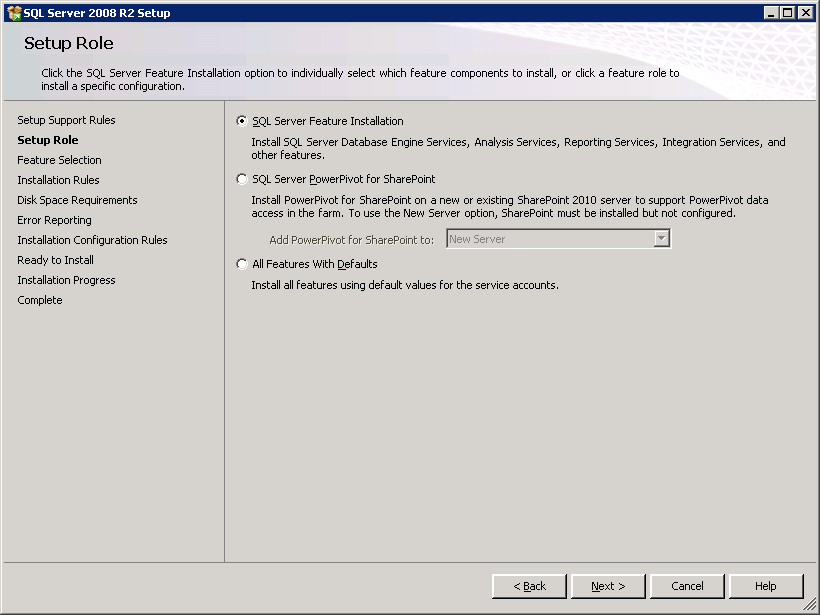 SQL Server 2008 R2 Setup
Setup Role
Click the SQL Server Feature Installation option to individually select which feature components to install, or click a feature role to
install a specific configuration.
Setup Support Rules
Setup Role
Feature Selection
Installation Rules
Disk Space Requirements
Error Reporting
Installation Configuration Rules
Ready to Install
Installation Progress
Complete
SQL Server Feature Installation
Install SQL Server Database Engine Services, Analysis Services, Reporting Services, Integration Services, and
other features.
SQL Server PowerPivot for SharePoint
Install PowerPivot for SharePoint on a new or existing SharePoint 2010 server to support PowerPivot data
access in the farm. To use the New Server option, SharePoint must be installed but not configured.
Add PowerPivot for SharePoint to: New Server
All Features With Defaults
Install all features using default values for the service accounts.
< Back Next > Cancel Help